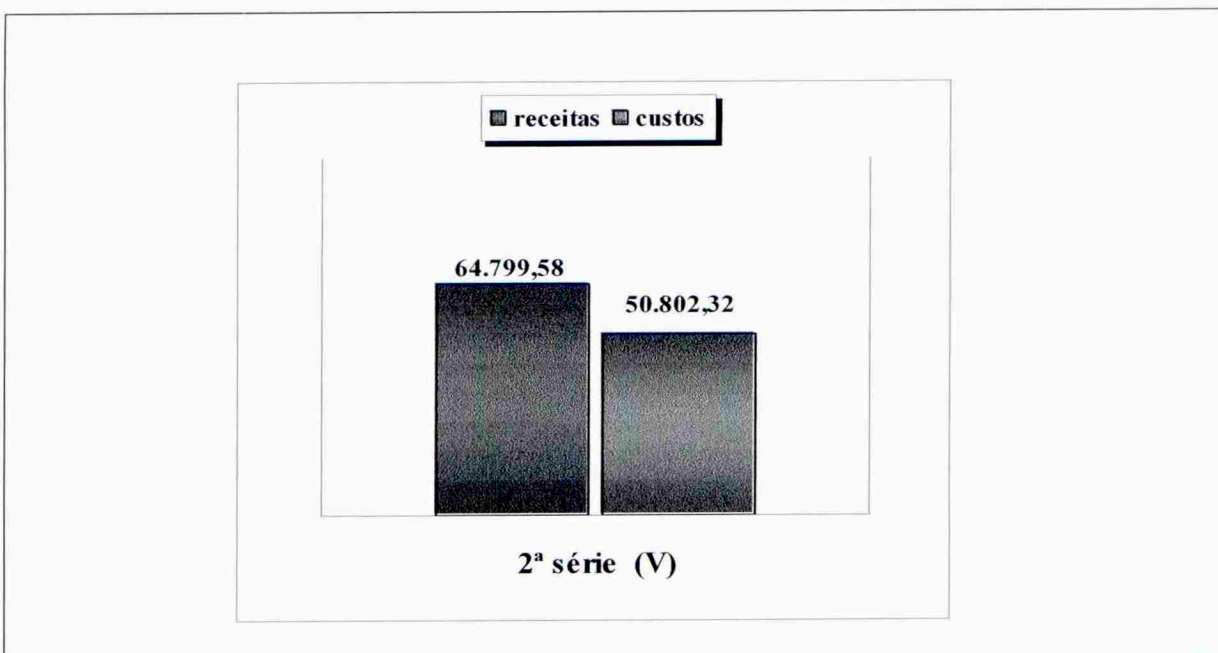 receitas custos
64.799,58
50.802,32
2ª série (V)